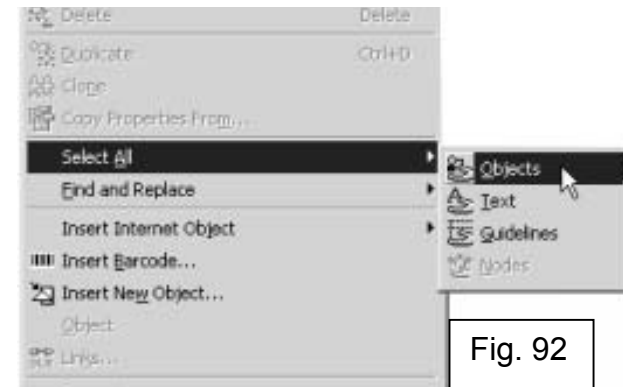 Delete Delete
Duplicate Ctrl+D
Clone
Copy Properties From...
Select All
Find and Replace
Insert Internet Object
Insert Barcode...
Insert New Object...
Object
Links...
Objects
Text
Guidelines
Nodes
Fig. 92